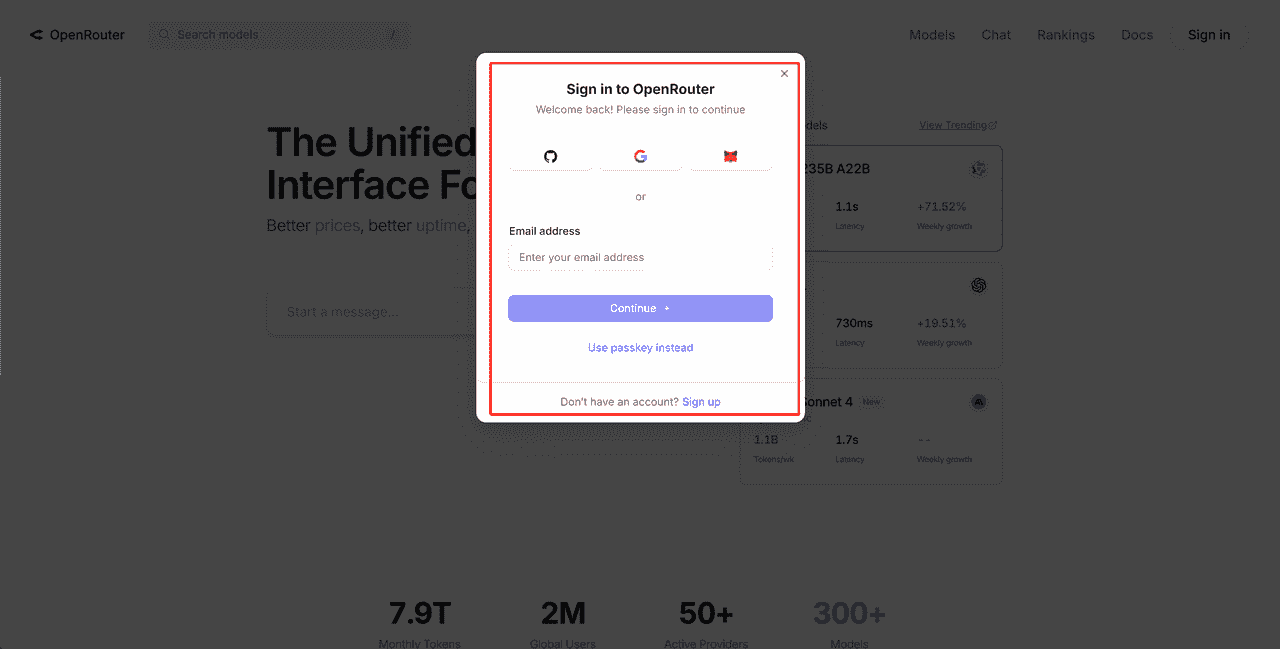 OpenRouter
Search models
/
Models
Chat
Rankings
Docs
Sign in
Sign in to OpenRouter
Welcome back! Please sign in to continue
or
Email address
Enter your email address
Continue
Use passkey instead
Don't have an account? Sign up
The Unified
Interface Fo
Better prices, better uptime,
Start a message...
dels
View Trending
235B A22B
1.1s
+71.52%
Latency
Weekly growth
730ms
+19.51%
Latency
Weekly growth
Sonnet 4 New
1.1B
1.7s
--
Tokens/wk
Latency
Weekly growth
7.9T
2M
50+
300+
Monthly Tokens
Global Users
Active Providers
Models